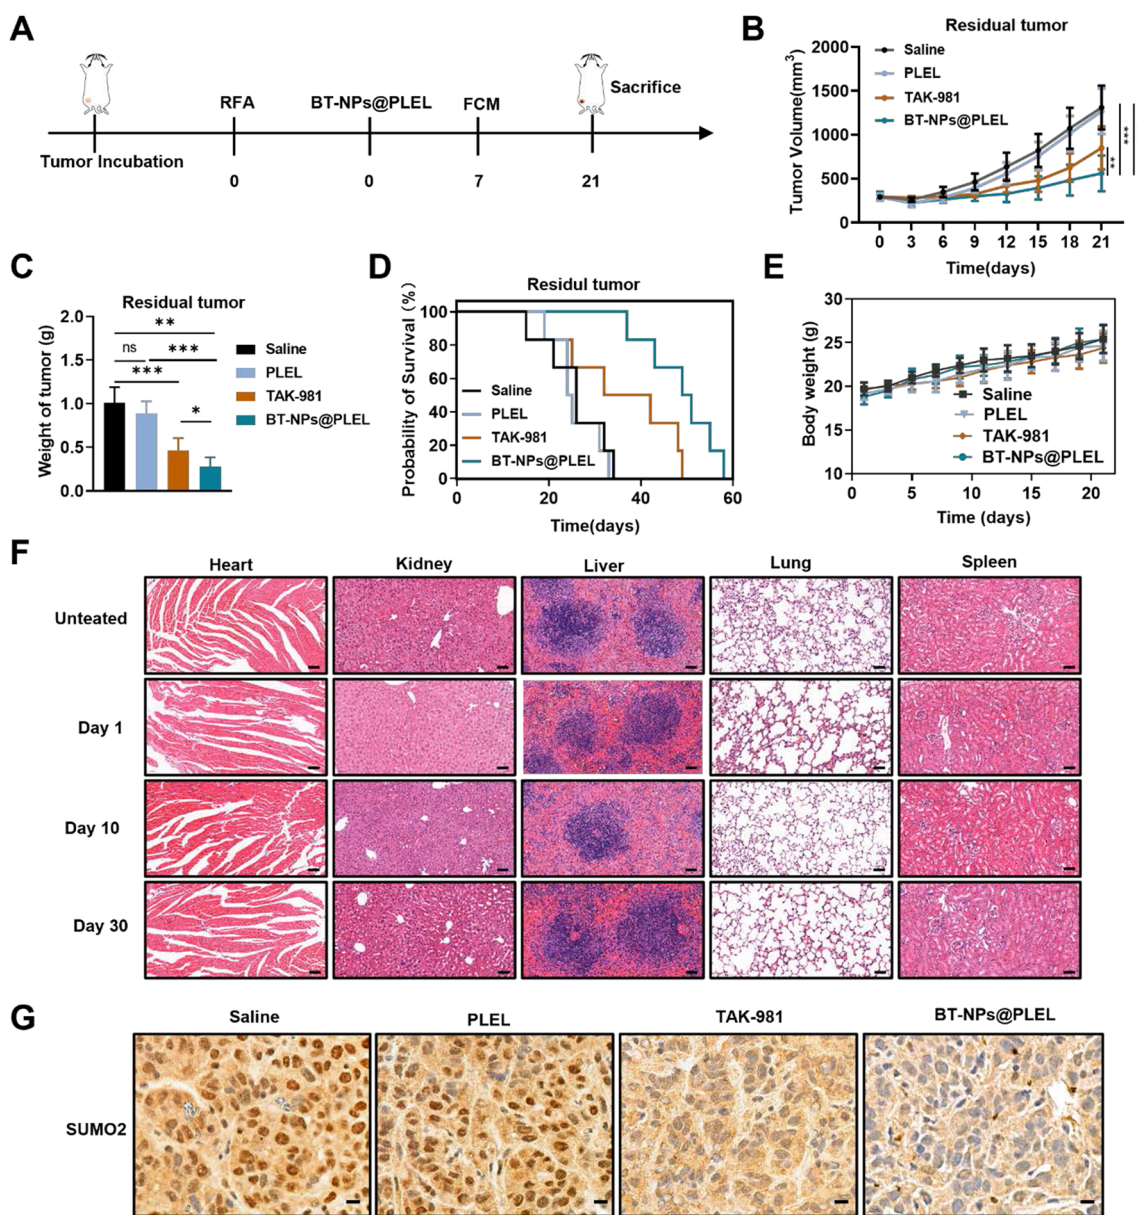 A
RFA
BT-NPs@PLEL
FCM
Sacrifice
Tumor Incubation
0
0
7
21
B
Residual tumor
Saline
PLEL
TAK-981
BT-NPs@PLEL
Tumor Volume(mm³)
2000
1500
1000
500
0
0 3 6 9 12 15 18 21
Time(days)
**
***
C
Residual tumor
Weight of tumor (g)
2.0
1.5
1.0
0.5
0.0
**
ns
***
***
*
Saline
PLEL
TAK-981
BT-NPs@PLEL
D
Residul tumor
Probability of Survival (%)
100
80
60
40
20
0
Saline
PLEL
TAK-981
BT-NPs@PLEL
0 20 40 60
Time(days)
E
Body weight (g)
30
25
20
15
10
Saline
PLEL
TAK-981
BT-NPs@PLEL
0 5 10 15 20
Time (days)
F
Heart Kidney Liver Lung Spleen
Unteated
Day 1
Day 10
Day 30
G
Saline PLEL TAK-981 BT-NPs@PLEL
SUMO2